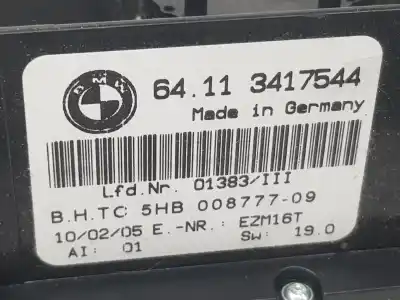 BMW
64.11 3417544
Made in Germany
Lfd.Nr. 01383/III
B.H.TC 5HB 008777-09
10/02/05 E.-NR.: EZM16T
AI: 01 SW: 19.0